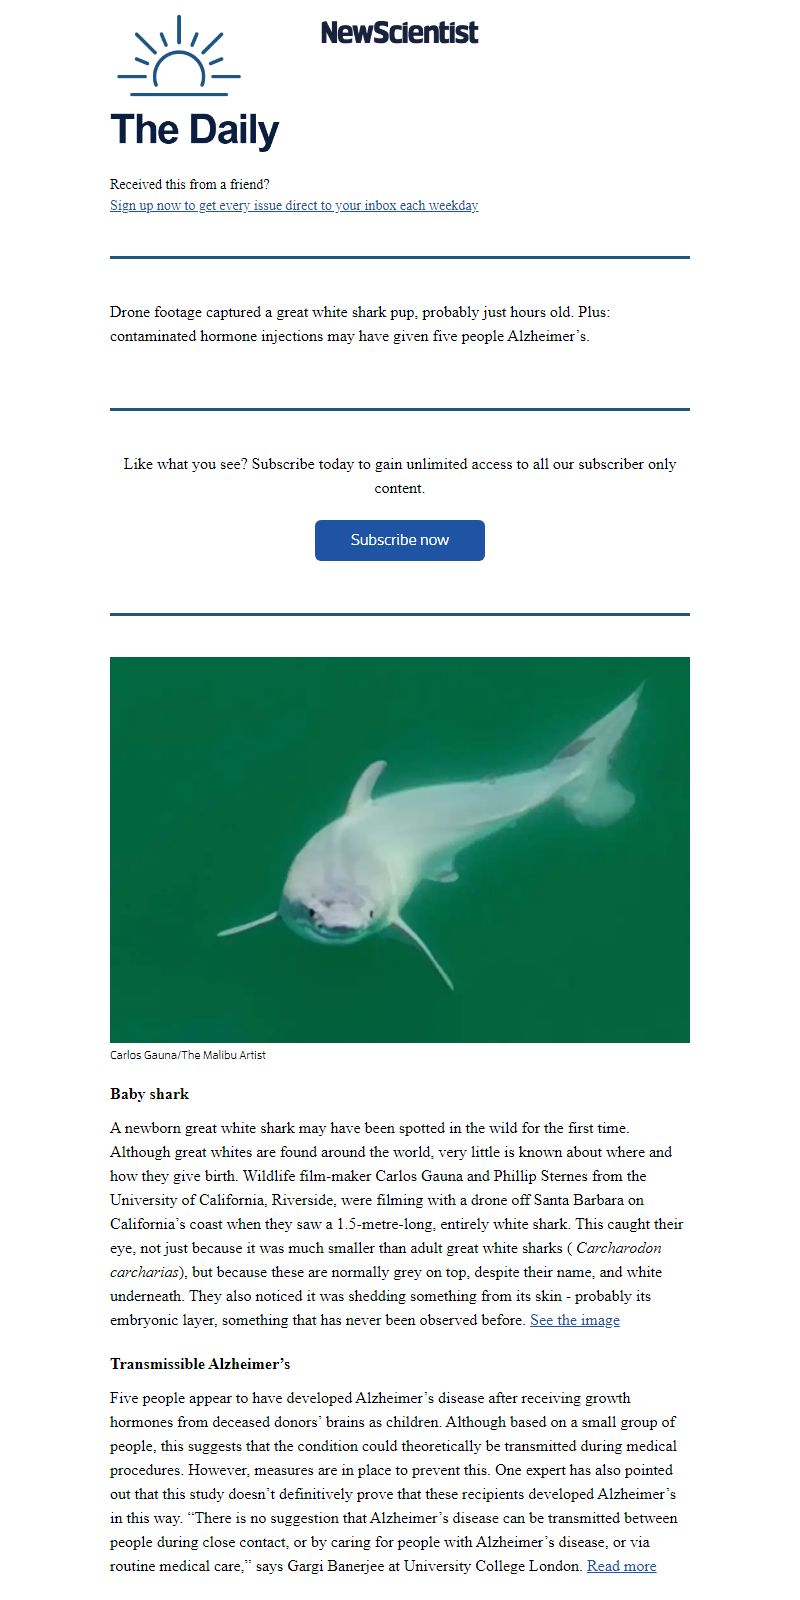 NewScientist
The Daily
Received this from a friend?
Sign up now to get every issue direct to your inbox each weekday
Drone footage captured a great white shark pup, probably just hours old. Plus:
contaminated hormone injections may have given five people Alzheimer’s.
Like what you see? Subscribe today to gain unlimited access to all our subscriber only
content.
Subscribe now
Carlos Gauna/The Malibu Artist
Baby shark
A newborn great white shark may have been spotted in the wild for the first time.
Although great whites are found around the world, very little is known about where and
how they give birth. Wildlife film-maker Carlos Gauna and Phillip Sternes from the
University of California, Riverside, were filming with a drone off Santa Barbara on
California’s coast when they saw a 1.5-metre-long, entirely white shark. This caught their
eye, not just because it was much smaller than adult great white sharks ( Carcharodon
carcharias), but because these are normally grey on top, despite their name, and white
underneath. They also noticed it was shedding something from its skin - probably its
embryonic layer, something that has never been observed before. See the image
Transmissible Alzheimer’s
Five people appear to have developed Alzheimer’s disease after receiving growth
hormones from deceased donors’ brains as children. Although based on a small group of
people, this suggests that the condition could theoretically be transmitted during medical
procedures. However, measures are in place to prevent this. One expert has also pointed
out that this study doesn’t definitively prove that these recipients developed Alzheimer’s
in this way. “There is no suggestion that Alzheimer’s disease can be transmitted between
people during close contact, or by caring for people with Alzheimer’s disease, or via
routine medical care,” says Gargi Banerjee at University College London. Read more